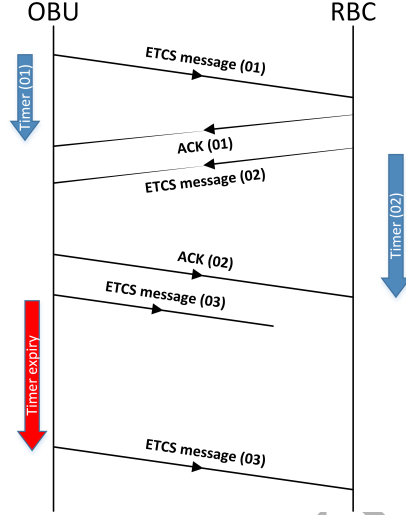 OBU
RBC
ETCS message (01)
Timer (01)
ACK (01)
ETCS message (02)
Timer (02)
ACK (02)
ETCS message (03)
Timer expiry
ETCS message (03)